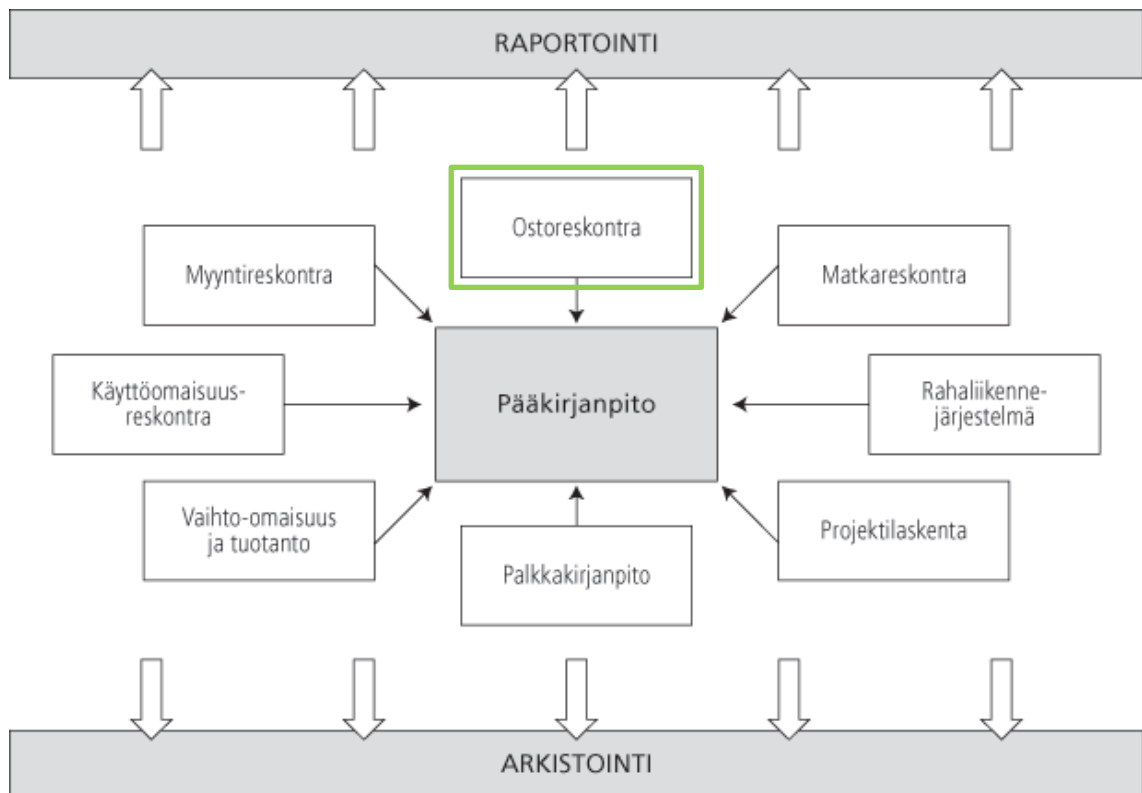 RAPORTOINTI
Ostoreskontra
Myyntireskontra
Matkareskontra
Käyttöomaisuus-
reskontra
Pääkirjanpito
Rahaliikenne-
järjestelmä
Vaihto-omaisuus
ja tuotanto
Palkkakirjanpito
Projektilaskenta
ARKISTOINTI